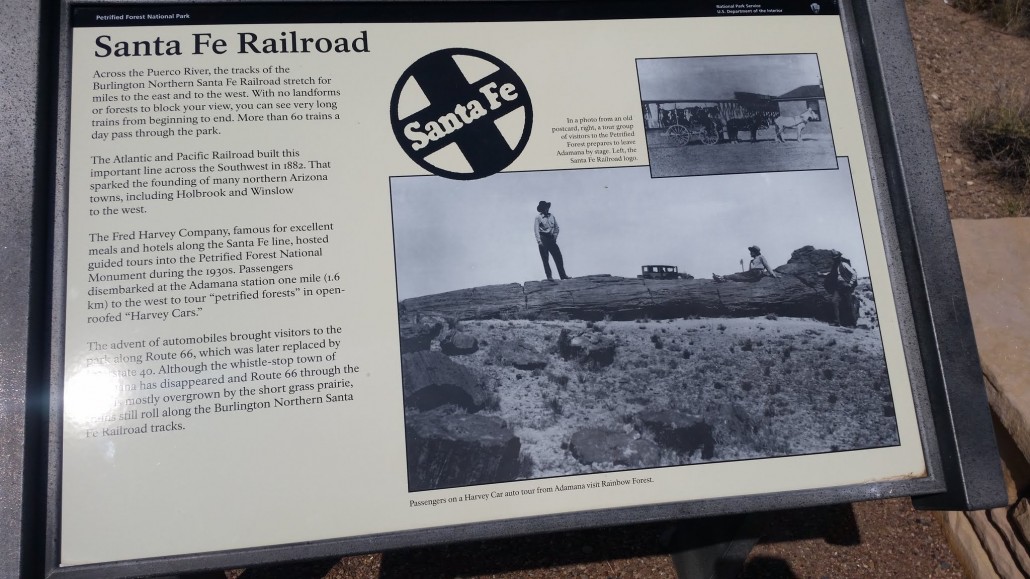 Petrified Forest National Park
National Park Service
U.S. Department of the Interior
Santa Fe Railroad
Across the Puerco River, the tracks of the
Burlington Northern Santa Fe Railroad stretch for
miles to the east and to the west. With no landforms
or forests to block your view, you can see very long
trains from beginning to end. More than 60 trains a
day pass through the park.
The Atlantic and Pacific Railroad built this
important line across the Southwest in 1882. That
sparked the founding of many northern Arizona
towns, including Holbrook and Winslow
to the west.
The Fred Harvey Company, famous for excellent
meals and hotels along the Santa Fe line, hosted
guided tours into the Petrified Forest National
Monument during the 1930s. Passengers
disembarked at the Adamana station one mile (1.6
km) to the west to tour “petrified forests” in open-
roofed “Harvey Cars.”
The advent of automobiles brought visitors to the
park along Route 66, which was later replaced by
40. Although the whistle-stop town of
has disappeared and Route 66 through the
mostly overgrown by the short grass prairie,
still roll along the Burlington Northern Santa
Fe Railroad tracks.
Santa Fe
In a photo from an old
postcard, right, a tour group
of visitors to the Petrified
Forest prepares to leave
Adamana by stage. Left, the
Santa Fe Railroad logo.
Passengers on a Harvey Car auto tour from Adamana visit Rainbow Forest.